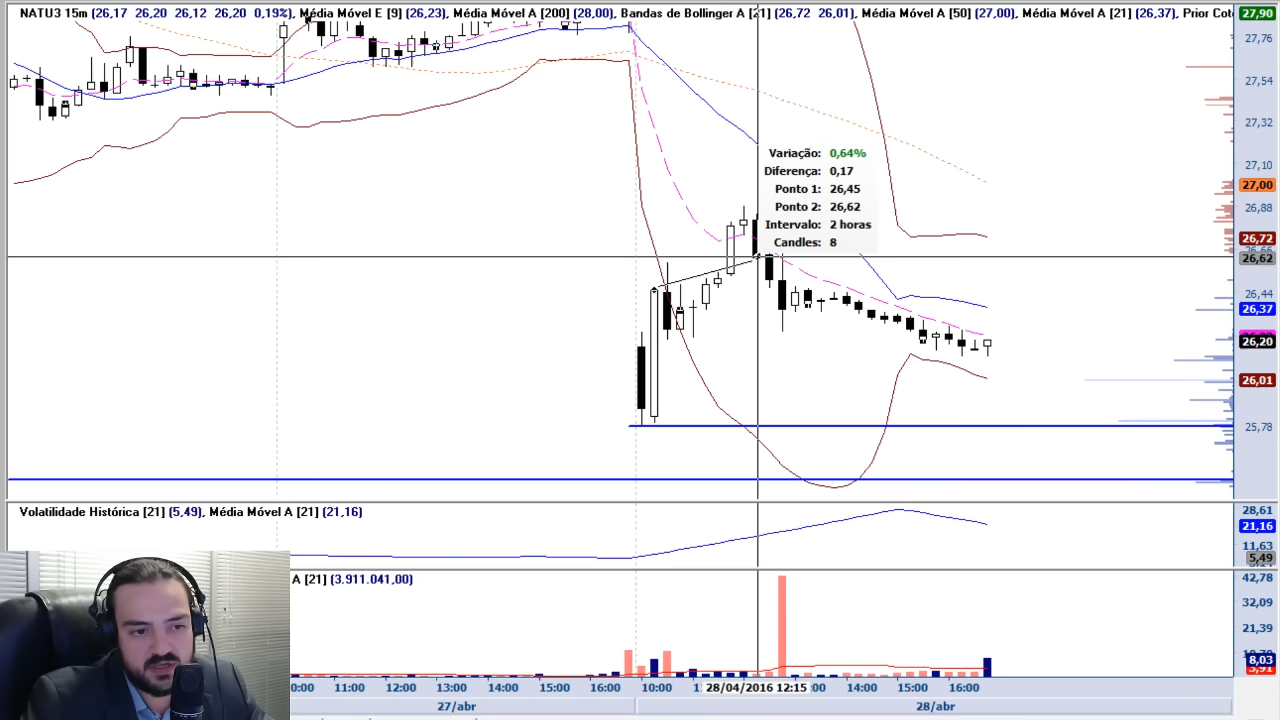 NATU3 15m (26,17 26,20 26,12 26,20 0,19%), Média Móvel E [9] (26,23), Média Móvel A [200] (28,00), Bandas de Bollinger A [21] (26,72 26,01), Média Móvel A [50] (27,00), Média Móvel A [21] (26,37), Prior Cot
27,90
27,76
27,54
27,32
27,10
27,00
26,88
26,72
26,62
26,44
26,37
26,20
26,01
25,78
Variação: 0,64%
Diferença: 0,17
Ponto 1: 26,45
Ponto 2: 26,62
Intervalo: 2 horas
Candles: 8
Volatilidade Histórica [21] (5,49), Média Móvel A [21] (21,16)
28,61
21,16
11,63
5,49
A [21] (3.911.041,00)
42,78
32,09
21,39
8,03
11:00 12:00 13:00 14:00 15:00 16:00 10:00 28/04/2016 12:15 14:00 15:00 16:00
27/abr 28/abr